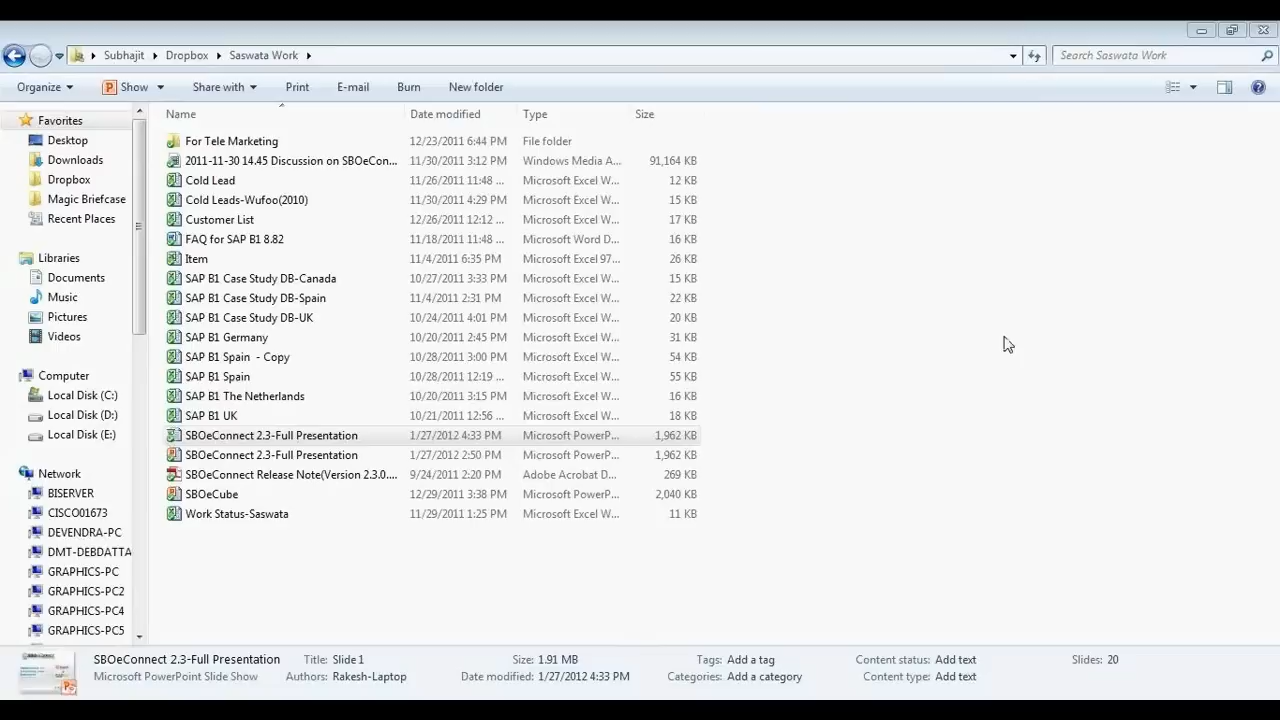 Subhajit Dropbox Saswata Work Search Saswata Work
Organize Show Share with Print E-mail Burn New folder
Name Date modified Type Size
Favorites
Desktop
Downloads
Dropbox
Magic Briefcase
Recent Places
Libraries
Documents
Music
Pictures
Videos
Computer
Local Disk (C:)
Local Disk (D:)
Local Disk (E:)
Network
BISERVER
CISCO01673
DEVENDRA-PC
DMT-DEBDATTA
GRAPHICS-PC
GRAPHICS-PC2
GRAPHICS-PC4
GRAPHICS-PC5
For Tele Marketing 12/23/2011 6:44 PM File folder
2011-11-30 14.45 Discussion on SBOeCon... 11/30/2011 3:12 PM Windows Media A... 91,164 KB
Cold Lead 11/26/2011 11:48 ... Microsoft Excel W... 12 KB
Cold Leads-Wufoo(2010) 11/30/2011 4:29 PM Microsoft Excel W... 15 KB
Customer List 12/26/2011 12:12 ... Microsoft Excel W... 17 KB
FAQ for SAP B1 8.82 11/18/2011 11:48 ... Microsoft Word D... 16 KB
Item 11/4/2011 6:35 PM Microsoft Excel 97... 26 KB
SAP B1 Case Study DB-Canada 10/27/2011 3:33 PM Microsoft Excel W... 15 KB
SAP B1 Case Study DB-Spain 11/4/2011 2:31 PM Microsoft Excel W... 22 KB
SAP B1 Case Study DB-UK 10/24/2011 4:01 PM Microsoft Excel W... 20 KB
SAP B1 Germany 10/20/2011 2:45 PM Microsoft Excel W... 31 KB
SAP B1 Spain - Copy 10/28/2011 3:00 PM Microsoft Excel W... 54 KB
SAP B1 Spain 10/28/2011 12:19 ... Microsoft Excel W... 55 KB
SAP B1 The Netherlands 10/20/2011 3:15 PM Microsoft Excel W... 16 KB
SAP B1 UK 10/21/2011 12:56 ... Microsoft Excel W... 18 KB
SBOeConnect 2.3-Full Presentation 1/27/2012 4:33 PM Microsoft PowerP... 1,962 KB
SBOeConnect 2.3-Full Presentation 1/27/2012 2:50 PM Microsoft PowerP... 1,962 KB
SBOeConnect Release Note(Version 2.3.0.... 9/24/2011 2:20 PM Adobe Acrobat D... 269 KB
SBOeCube 12/29/2011 3:38 PM Microsoft PowerP... 2,040 KB
Work Status-Saswata 11/29/2011 1:25 PM Microsoft Excel W... 11 KB
SBOeConnect 2.3-Full Presentation Title: Slide 1 Size: 1.91 MB Tags: Add a tag Content status: Add text Slides: 20
Microsoft PowerPoint Slide Show Authors: Rakesh-Laptop Date modified: 1/27/2012 4:33 PM Categories: Add a category Content type: Add text